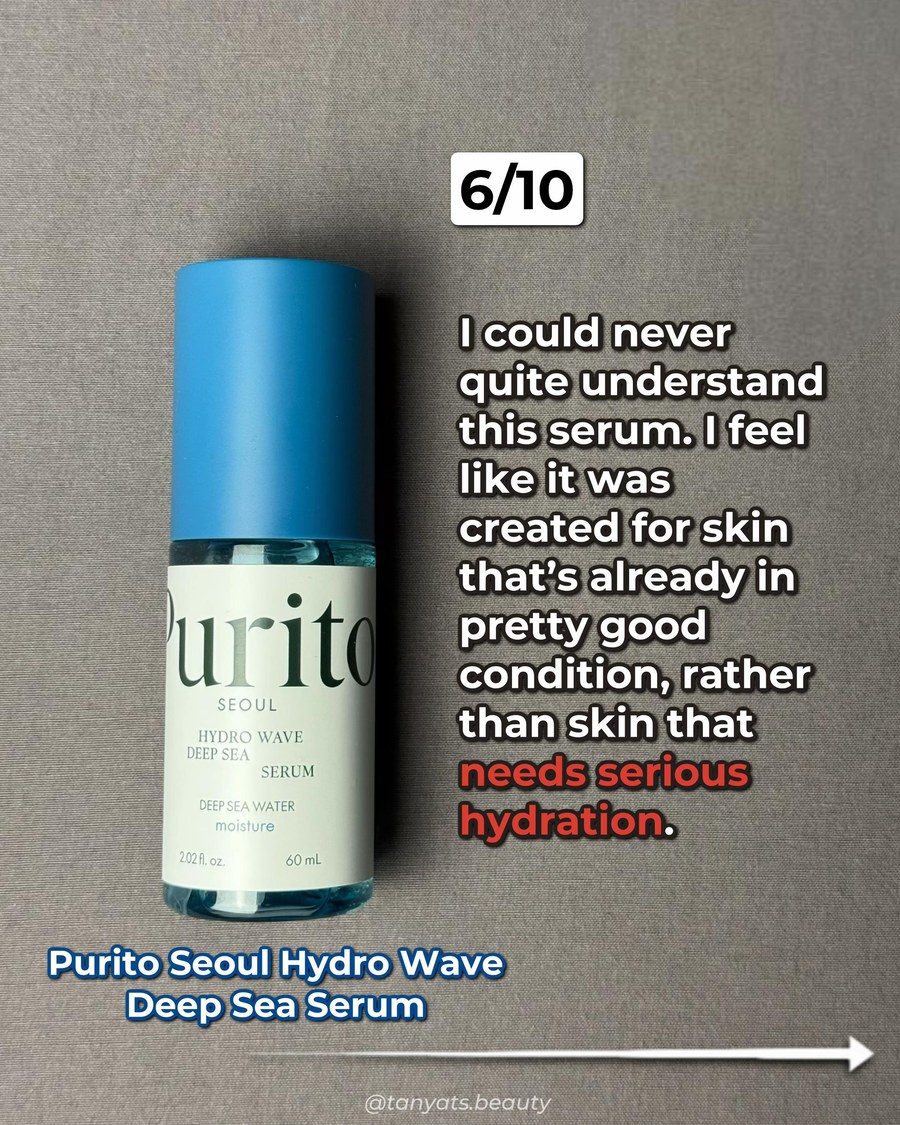 6/10
I could never
quite understand
this serum. I feel
like it was
created for skin
that’s already in
pretty good
condition, rather
than skin that
needs serious
hydration.
Purito
SEOUL
HYDRO WAVE
DEEP SEA
SERUM
DEEP SEA WATER
moisture
2.02 fl. oz. 60 mL
Purito Seoul Hydro Wave
Deep Sea Serum
@tanyats.beauty